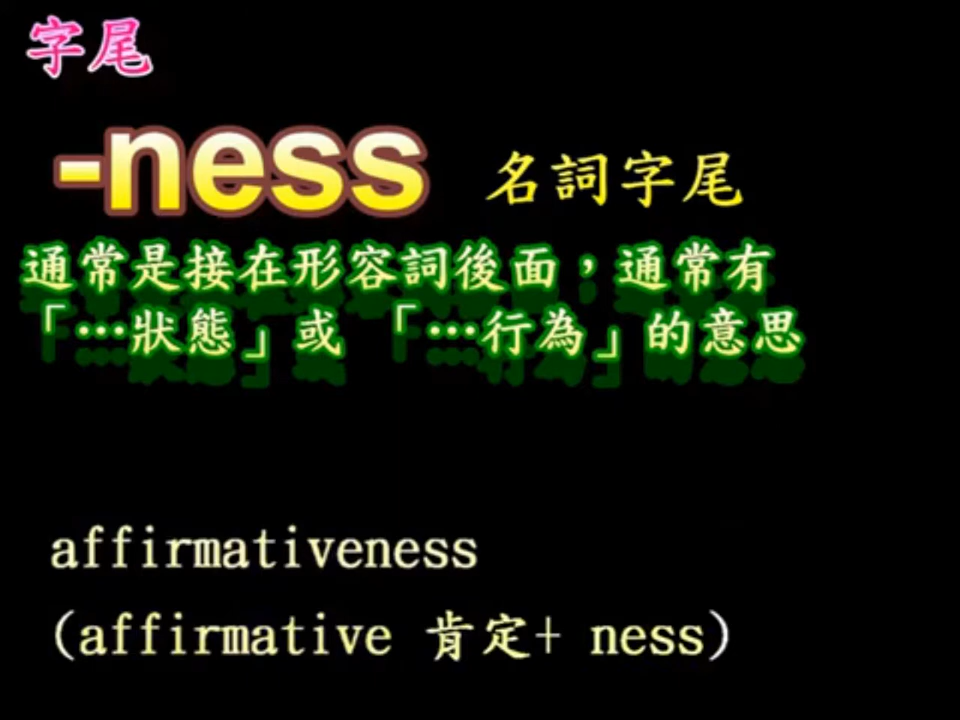 字尾
-ness 名詞字尾
通常是接在形容詞後面，通常有
「…狀態」或 「…行為」的意思
affirmativeness
(affirmative 肯定+ ness)